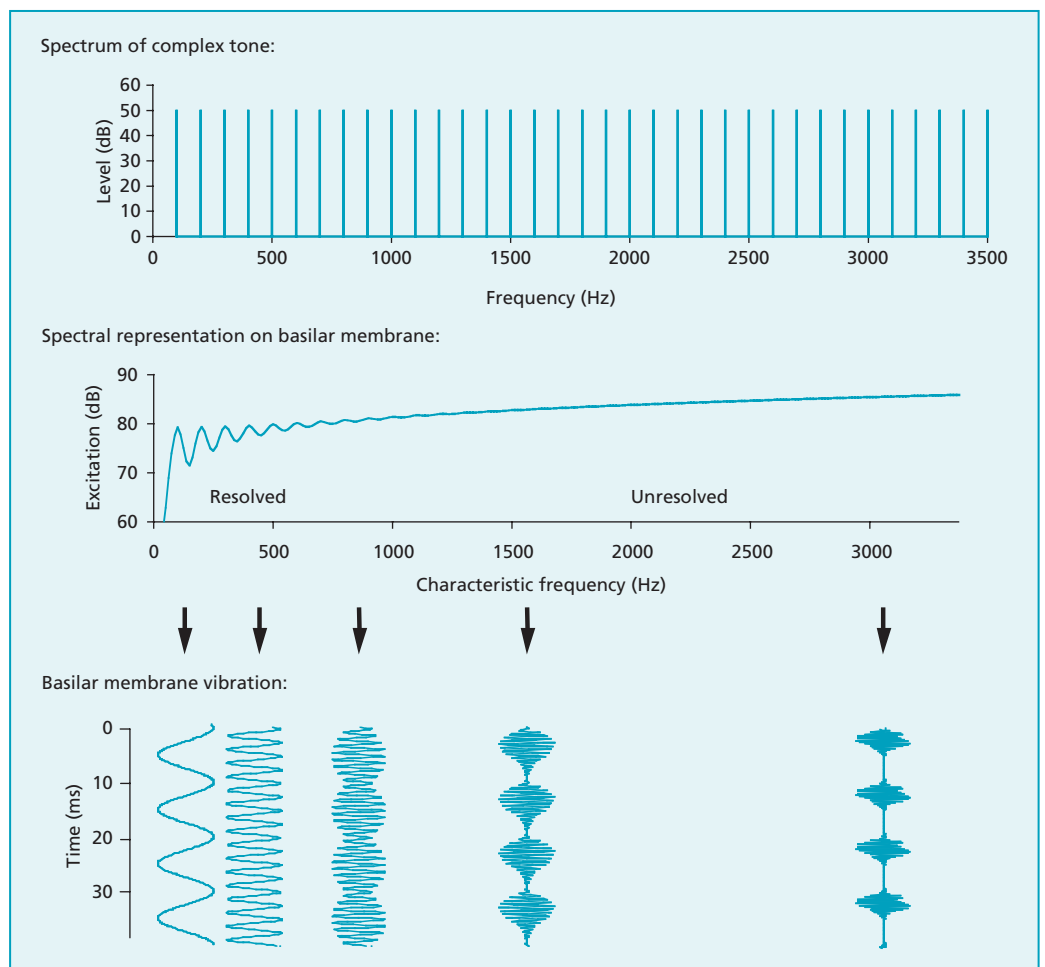 Spectrum of complex tone:
60
50
40
30
20
10
0
Level (dB)
0 500 1000 1500 2000 2500 3000 3500
Frequency (Hz)
Spectral representation on basilar membrane:
90
80
70
60
Excitation (dB)
Resolved Unresolved
0 500 1000 1500 2000 2500 3000
Characteristic frequency (Hz)
Basilar membrane vibration:
0
10
20
30
Time (ms)